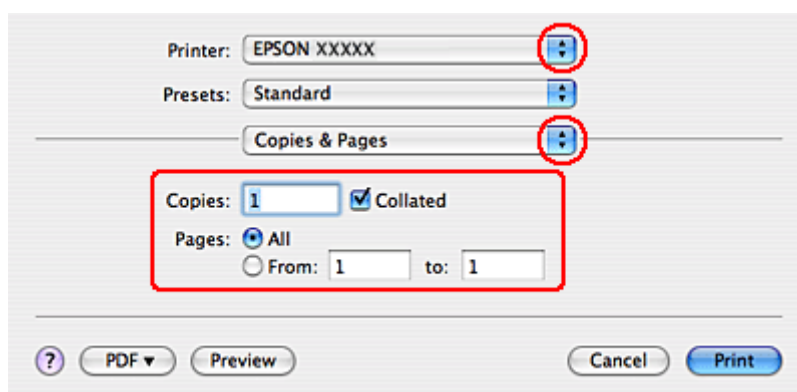 Printer: EPSON XXXXX
Presets: Standard
Copies & Pages
Copies: 1 Collated
Pages: All
From: 1 to: 1
? PDF ▾ Preview Cancel Print